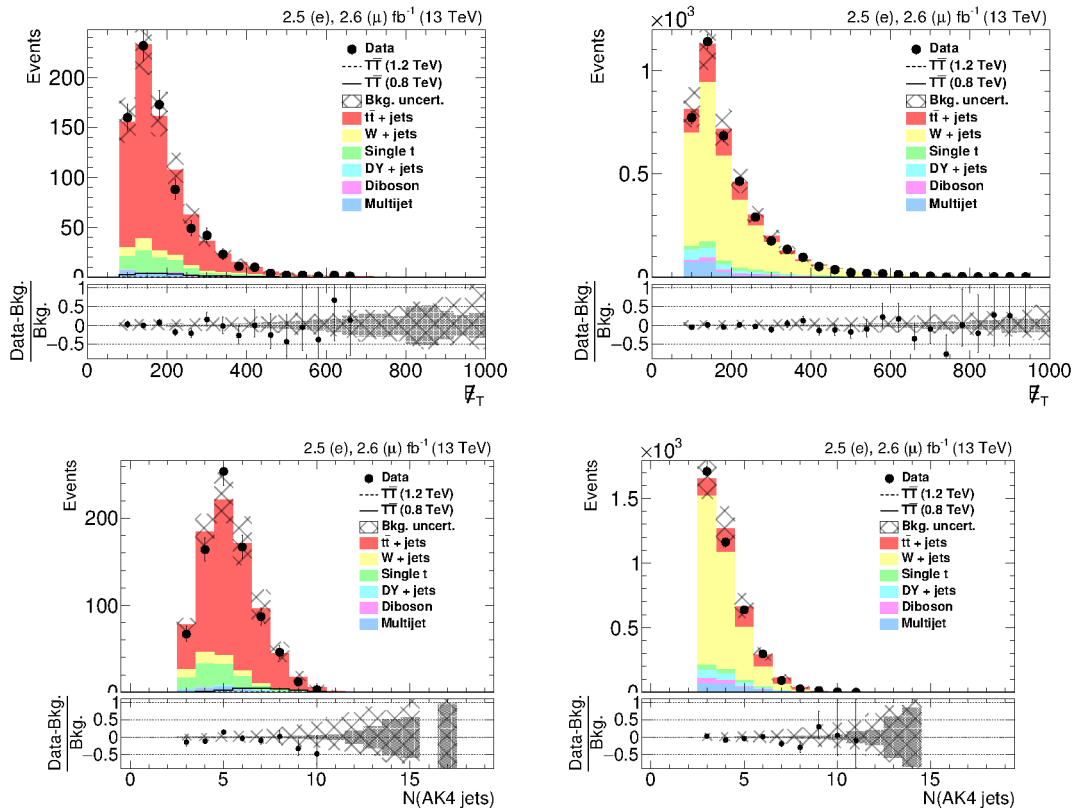 2.5 (e), 2.6 (μ) fb⁻¹ (13 TeV)
Events
200
150
100
50
0
Data
TT̅ (1.2 TeV)
TT̅ (0.8 TeV)
Bkg. uncert.
tt̅ + jets
W + jets
Single t
DY + jets
Diboson
Multijet
Data-Bkg.
Bkg.
1
0.5
0
−0.5
0 200 400 600 800 1000
E̸_T
2.5 (e), 2.6 (μ) fb⁻¹ (13 TeV)
×10³
Events
1
0.5
0
Data
TT̅ (1.2 TeV)
TT̅ (0.8 TeV)
Bkg. uncert.
tt̅ + jets
W + jets
Single t
DY + jets
Diboson
Multijet
Data-Bkg.
Bkg.
1
0.5
0
−0.5
0 200 400 600 800 1000
E̸_T
2.5 (e), 2.6 (μ) fb⁻¹ (13 TeV)
Events
200
100
0
Data
TT̅ (1.2 TeV)
TT̅ (0.8 TeV)
Bkg. uncert.
tt̅ + jets
W + jets
Single t
DY + jets
Diboson
Multijet
Data-Bkg.
Bkg.
1
0.5
0
−0.5
0 5 10 15
N(AK4 jets)
2.5 (e), 2.6 (μ) fb⁻¹ (13 TeV)
×10³
Events
1.5
1
0.5
0
Data
TT̅ (1.2 TeV)
TT̅ (0.8 TeV)
Bkg. uncert.
tt̅ + jets
W + jets
Single t
DY + jets
Diboson
Multijet
Data-Bkg.
Bkg.
1
0.5
0
−0.5
0 5 10 15
N(AK4 jets)